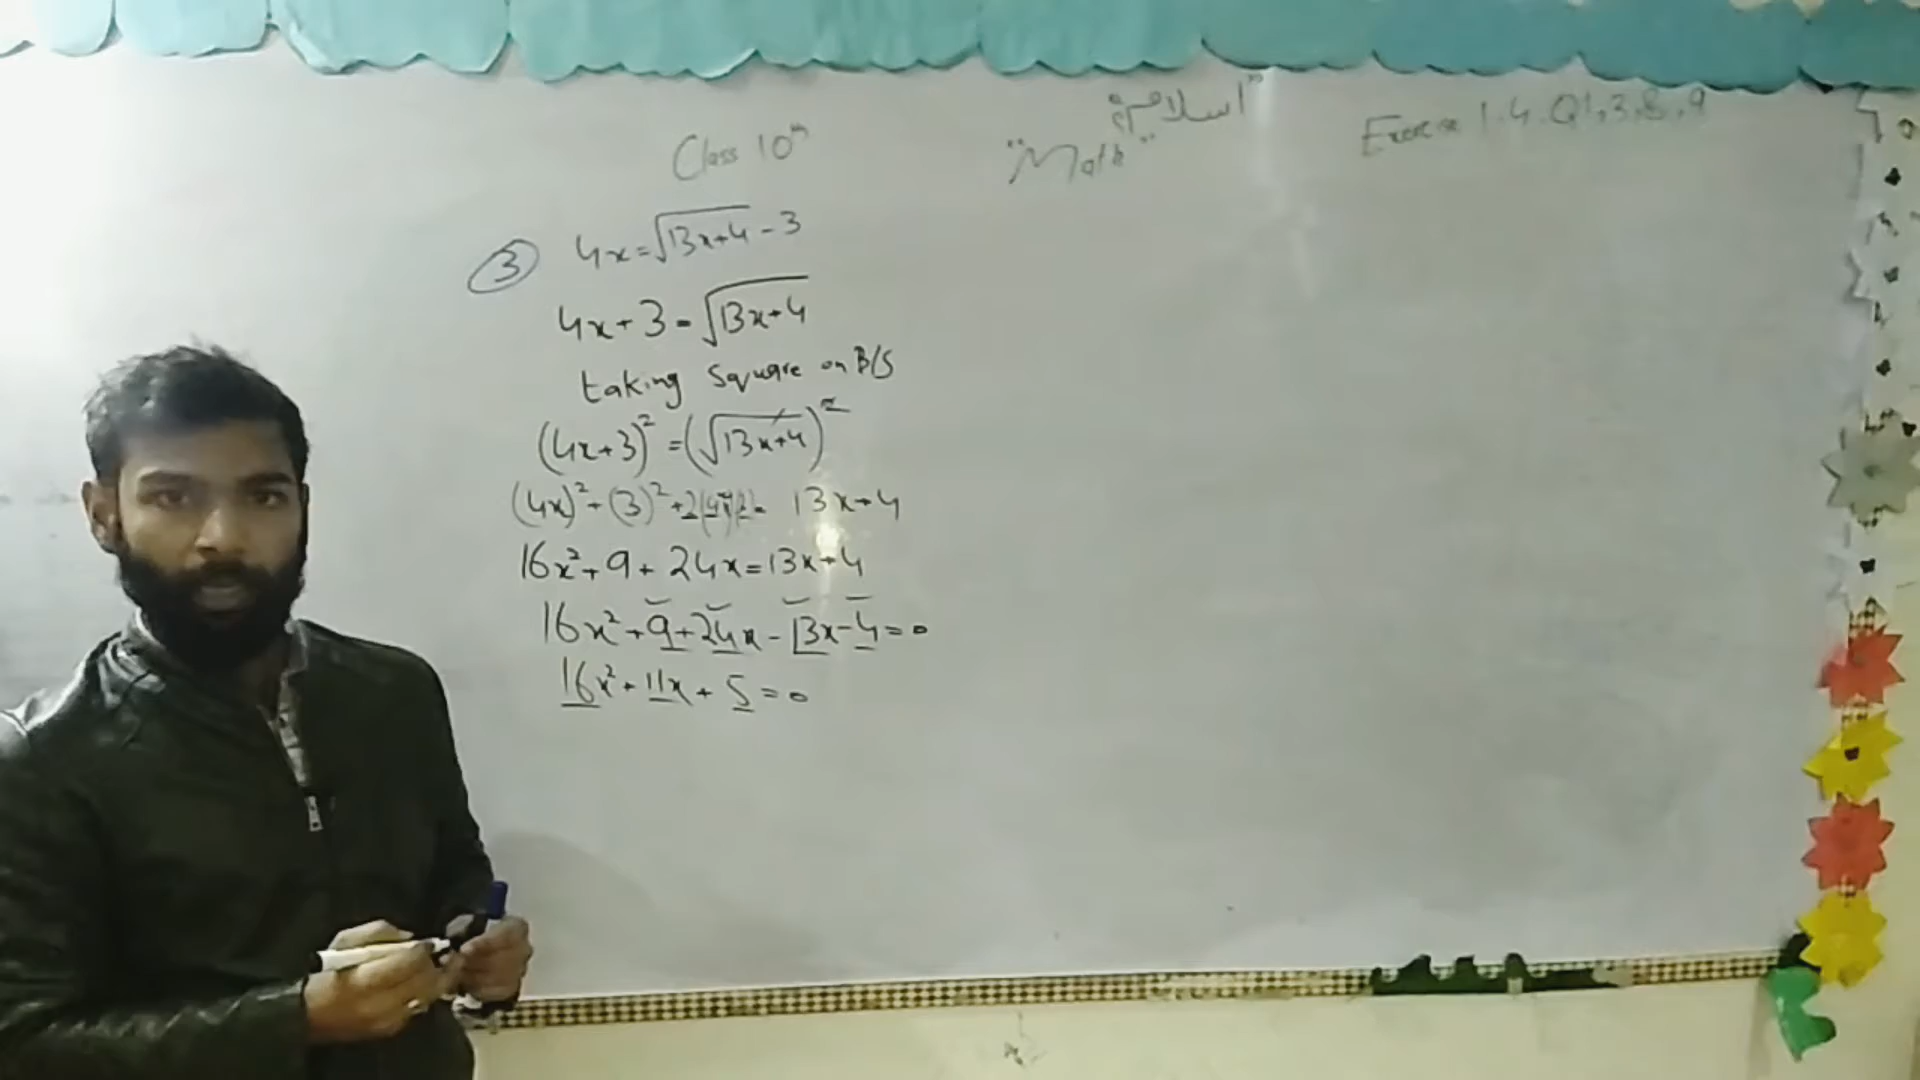 اسلام
Class 10th
"Math"
Exercise 1.4. Q1,3,8,9
③ 4x=√13x+4 - 3
4x+3=√13x+4
taking Square on B/S
(4x+3)²=(√13x+4)²
(4x)²+(3)²+2(4x)(3)= 13x+4
16x²+9+24x=13x+4
16x²+9+24x-13x-4=0
16x²+11x+5=0